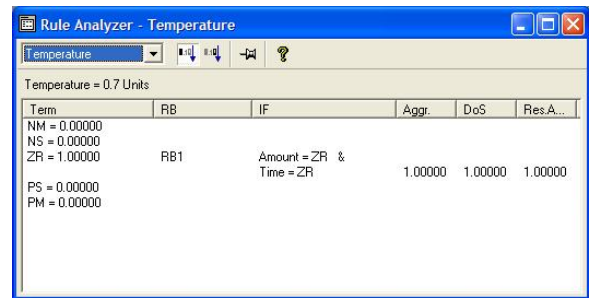 Rule Analyzer - Temperature
Temperature
Temperature = 0.7 Units
Term RB IF Aggr. DoS Res.A...
NM = 0.00000
NS = 0.00000
ZR = 1.00000 RB1 Amount = ZR &
Time = ZR 1.00000 1.00000 1.00000
PS = 0.00000
PM = 0.00000